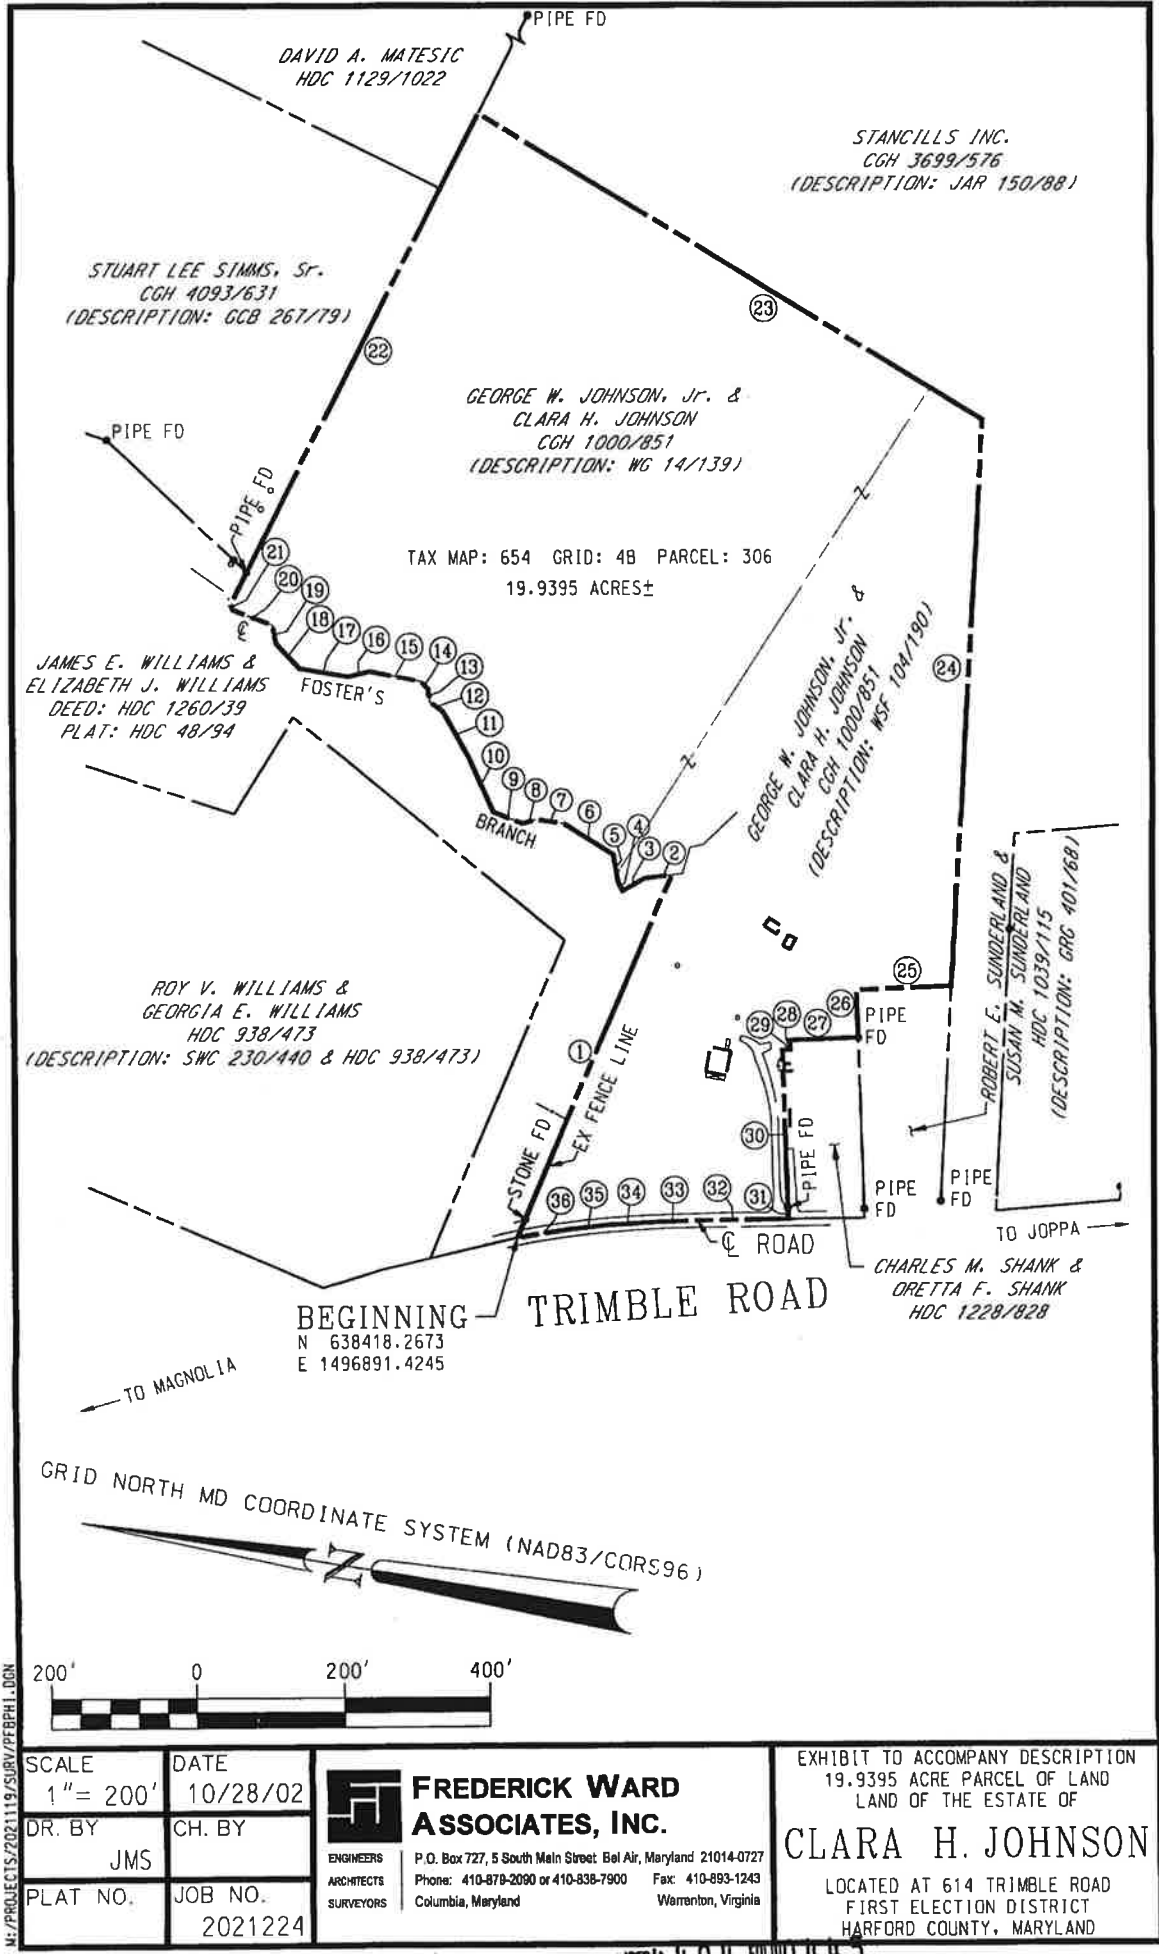 PIPE FD
DAVID A. MATESIC
HDC 1129/1022
STANCILLS INC.
CGH 3699/576
(DESCRIPTION: JAR 150/88)
STUART LEE SIMMS, Sr.
CGH 4093/631
(DESCRIPTION: GCB 267/79)
23
22
GEORGE W. JOHNSON, Jr. &
CLARA H. JOHNSON
CGH 1000/851
(DESCRIPTION: WG 14/139)
PIPE FD
PIPE FD
TAX MAP: 654 GRID: 4B PARCEL: 306
19.9395 ACRES±
21
20
19
18
17
16
15
14
13
12
11
10
9
8
7
6
5
4
3
2
℄
FOSTER'S
BRANCH
JAMES E. WILLIAMS &
ELIZABETH J. WILLIAMS
DEED: HDC 1260/39
PLAT: HDC 48/94
GEORGE W. JOHNSON, Jr. &
CLARA H. JOHNSON
CGH 1000/851
(DESCRIPTION: WSF 104/190)
24
ROBERT E. SUNDERLAND &
SUSAN M. SUNDERLAND
HDC 1039/115
(DESCRIPTION: GRG 401/68)
ROY V. WILLIAMS &
GEORGIA E. WILLIAMS
HDC 938/473
(DESCRIPTION: SWC 230/440 & HDC 938/473)
25
26
PIPE
FD
27
28
29
1
EX FENCE LINE
STONE FD
30
PIPE FD
31
32
33
34
35
36
PIPE
FD
PIPE
FD
℄ ROAD
TO JOPPA
CHARLES M. SHANK &
ORETTA F. SHANK
HDC 1228/828
TRIMBLE ROAD
BEGINNING
N 638418.2673
E 1496891.4245
TO MAGNOLIA
GRID NORTH MD COORDINATE SYSTEM (NAD83/CORS96)
N
200' 0 200' 400'
M:/PROJECTS/2021119/SURV/PFBPH1.DGN
SCALE
1"= 200'
DATE
10/28/02
DR. BY
JMS
CH. BY
PLAT NO.
JOB NO.
2021224
FREDERICK WARD
ASSOCIATES, INC.
ENGINEERS
ARCHITECTS
SURVEYORS
P.O. Box 727, 5 South Main Street Bel Air, Maryland 21014-0727
Phone: 410-879-2090 or 410-838-7900 Fax: 410-893-1243
Columbia, Maryland Warrenton, Virginia
EXHIBIT TO ACCOMPANY DESCRIPTION
19.9395 ACRE PARCEL OF LAND
LAND OF THE ESTATE OF
CLARA H. JOHNSON
LOCATED AT 614 TRIMBLE ROAD
FIRST ELECTION DISTRICT
HARFORD COUNTY, MARYLAND